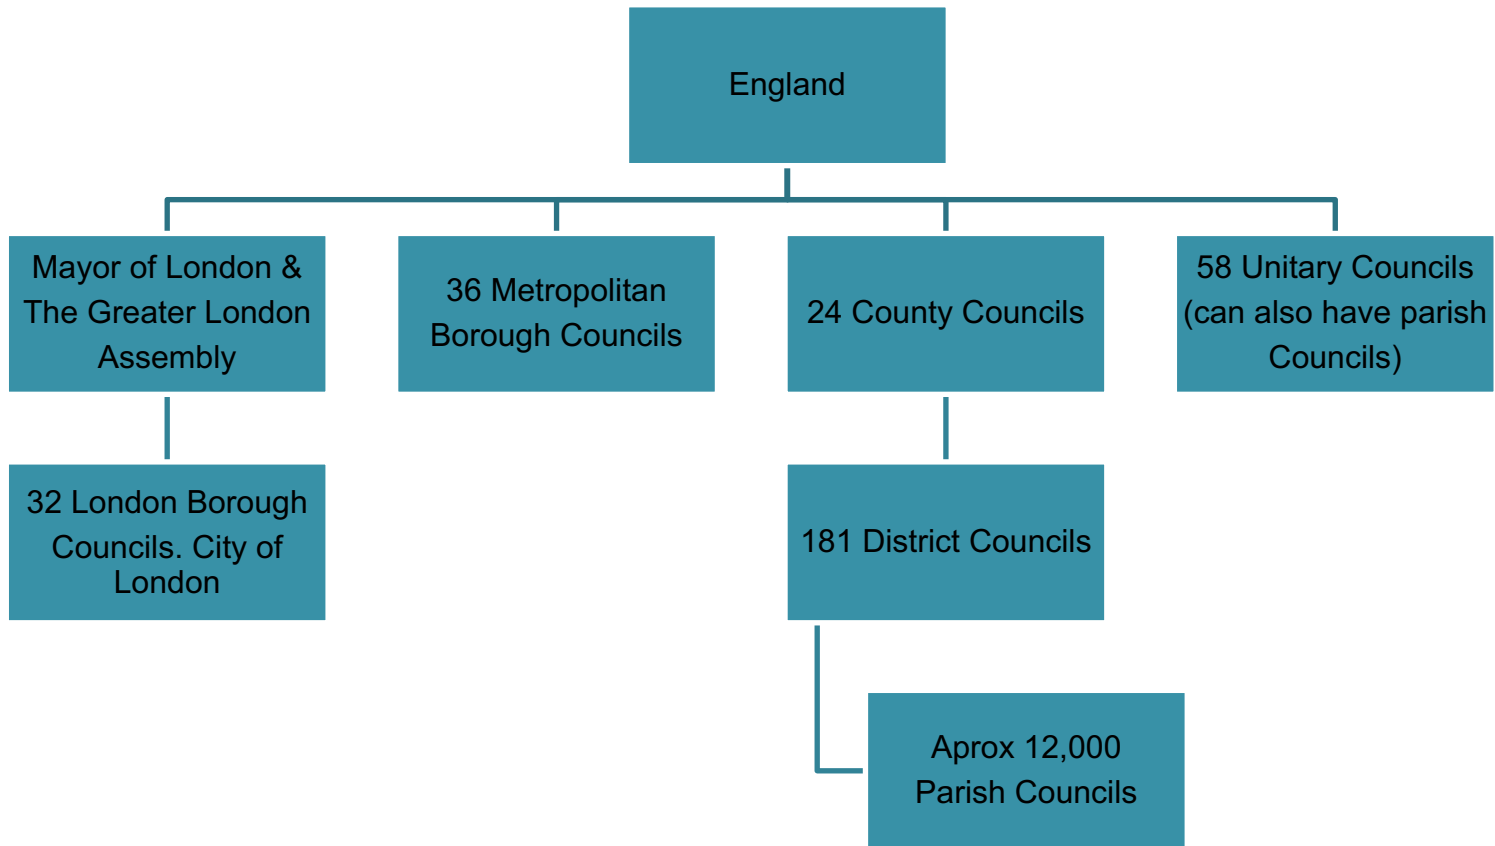 England
Mayor of London &
The Greater London
Assembly
36 Metropolitan
Borough Councils
24 County Councils
58 Unitary Councils
(can also have parish
Councils)
32 London Borough
Councils. City of
London
181 District Councils
Aprox 12,000
Parish Councils